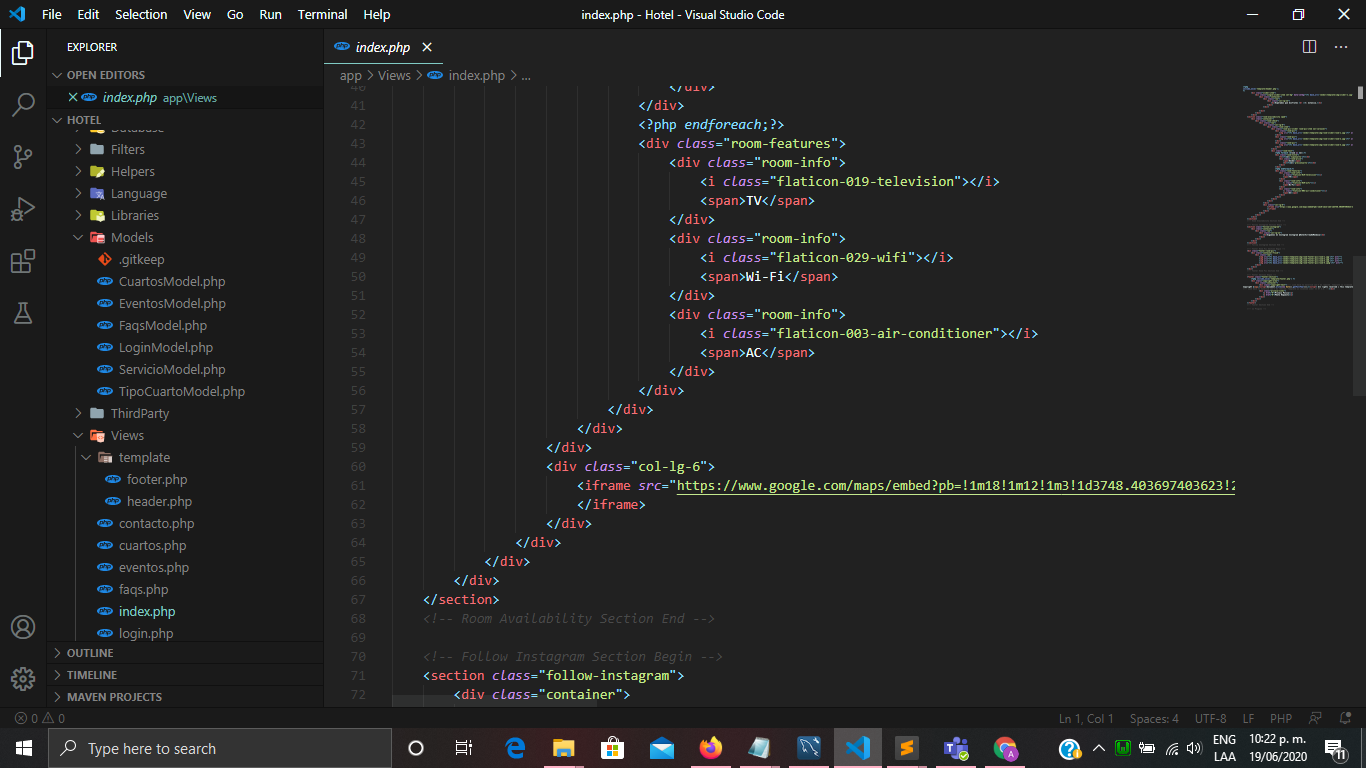 File Edit Selection View Go Run Terminal Help index.php - Hotel - Visual Studio Code
EXPLORER
OPEN EDITORS
index.php app\Views
HOTEL
Database
Filters
Helpers
Language
Libraries
Models
.gitkeep
CuartosModel.php
EventosModel.php
FaqsModel.php
LoginModel.php
ServicioModel.php
TipoCuartoModel.php
ThirdParty
Views
template
footer.php
header.php
contacto.php
cuartos.php
eventos.php
faqs.php
index.php
login.php
OUTLINE
TIMELINE
MAVEN PROJECTS
index.php
app > Views > index.php > ...
40 </div>
41 </div>
42 <?php endforeach;?>
43 <div class="room-features">
44 <div class="room-info">
45 <i class="flaticon-019-television"></i>
46 <span>TV</span>
47 </div>
48 <div class="room-info">
49 <i class="flaticon-029-wifi"></i>
50 <span>Wi-Fi</span>
51 </div>
52 <div class="room-info">
53 <i class="flaticon-003-air-conditioner"></i>
54 <span>AC</span>
55 </div>
56 </div>
57 </div>
58 </div>
59 </div>
60 <div class="col-lg-6">
61 <iframe src="https://www.google.com/maps/embed?pb=!1m18!1m12!1m3!1d3748.403697403623!2
62 </iframe>
63 </div>
64 </div>
65 </div>
66 </div>
67 </section>
68 <!-- Room Availability Section End -->
69
70 <!-- Follow Instagram Section Begin -->
71 <section class="follow-instagram">
72 <div class="container">
0 0 Ln 1, Col 1 Spaces: 4 UTF-8 LF PHP
Type here to search
ENG
LAA
10:22 p. m.
19/06/2020
11